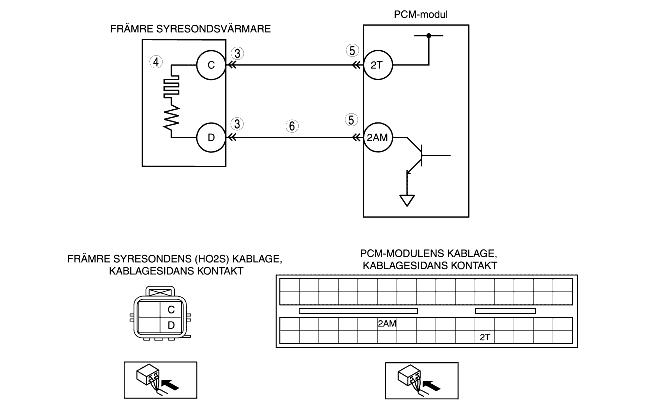 PCM-modul
FRÄMRE SYRESONDSVÄRMARE
4
C
3
5
2T
D
3
6
5
2AM
FRÄMRE SYRESONDENS (HO2S) KABLAGE,
KABLAGESIDANS KONTAKT
C
D
PCM-MODULENS KABLAGE,
KABLAGESIDANS KONTAKT
2AM
2T